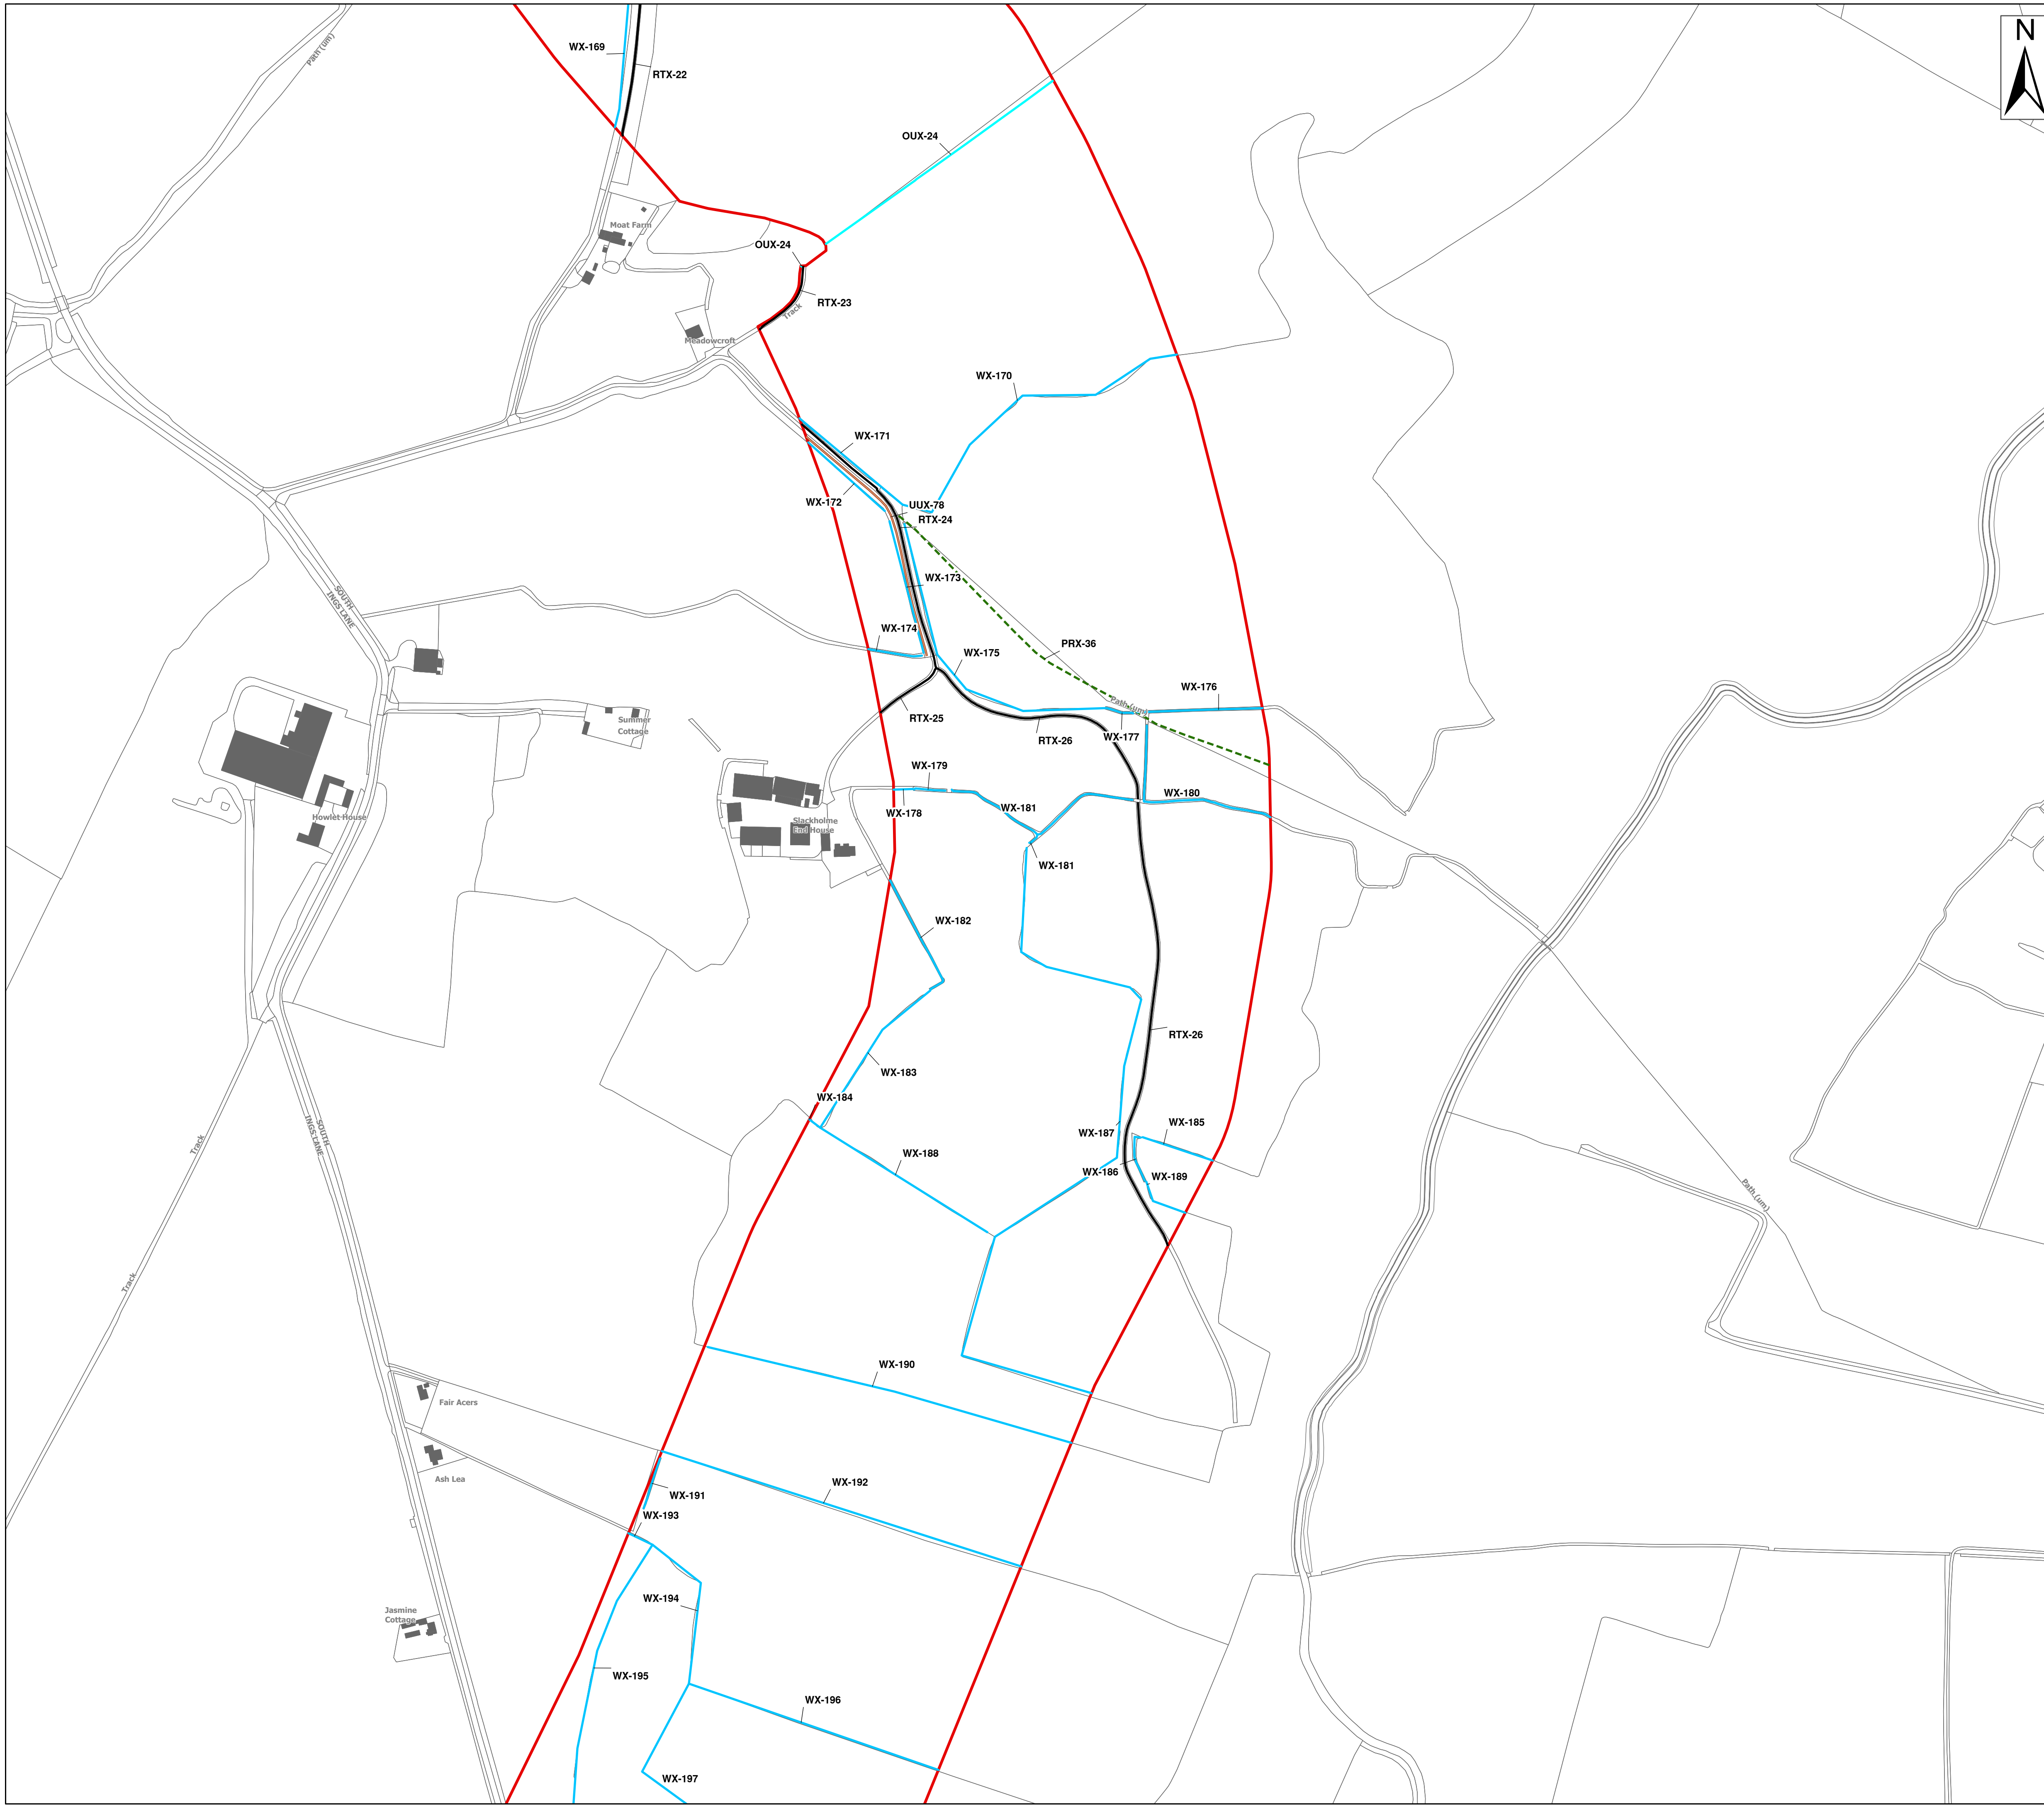 N
Path (um)
WX-169
RTX-22
OUX-24
Moat Farm
OUX-24
RTX-23
Track
Meadowcroft
WX-170
WX-171
WX-172
UUX-78
RTX-24
WX-173
SOUTH
INGS LANE
WX-174
PRX-36
WX-175
WX-176
Path (um)
RTX-25
Summer
Cottage
WX-177
RTX-26
WX-179
WX-180
WX-181
WX-178
Howlet House
Slackholme
End House
WX-181
WX-182
RTX-26
WX-183
WX-184
SOUTH
INGS LANE
Track
WX-185
WX-187
WX-188
WX-186
WX-189
Path (um)
Track
WX-190
Fair Acers
Ash Lea
WX-192
WX-191
WX-193
WX-194
Jasmine
Cottage
WX-195
WX-196
WX-197